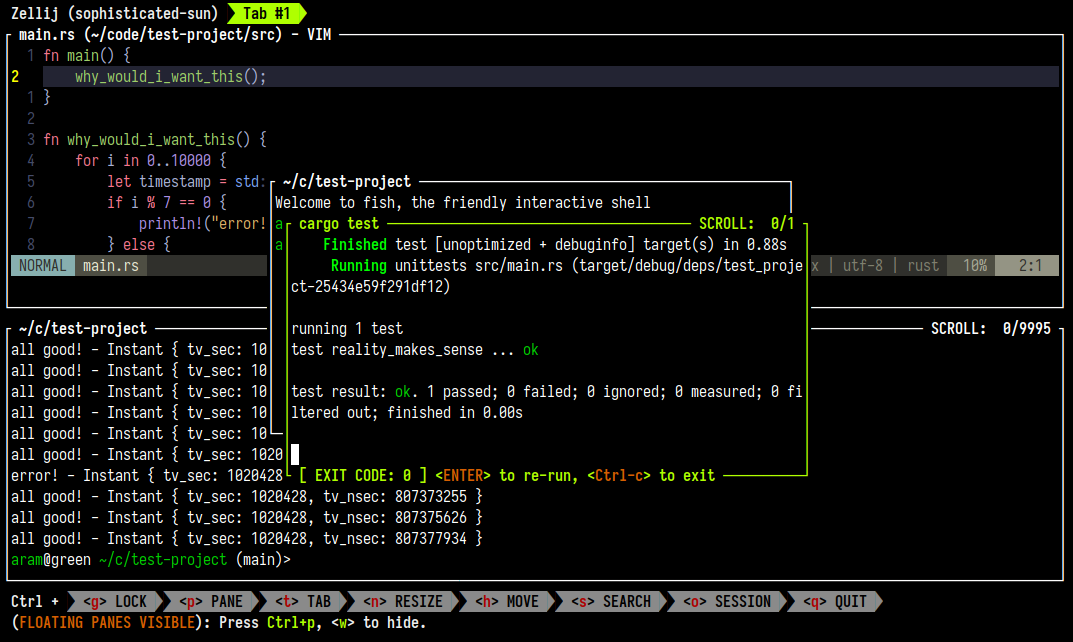 Zellij (sophisticated-sun) Tab #1
main.rs (~/code/test-project/src) - VIM
1 fn main() {
2 why_would_i_want_this();
1 }
2
3 fn why_would_i_want_this() {
4 for i in 0..10000 {
5 let timestamp = std:
6 if i % 7 == 0 {
7 println!("error!
8 } else {
NORMAL main.rs x | utf-8 | rust 10% 2:1
~/c/test-project
Welcome to fish, the friendly interactive shell
a
a
cargo test SCROLL: 0/1
Finished test [unoptimized + debuginfo] target(s) in 0.88s
Running unittests src/main.rs (target/debug/deps/test_proje
ct-25434e59f291df12)
running 1 test
test reality_makes_sense ... ok
test result: ok. 1 passed; 0 failed; 0 ignored; 0 measured; 0 fi
ltered out; finished in 0.00s
[ EXIT CODE: 0 ] <ENTER> to re-run, <Ctrl-c> to exit
~/c/test-project SCROLL: 0/9995
all good! - Instant { tv_sec: 10
all good! - Instant { tv_sec: 10
all good! - Instant { tv_sec: 10
all good! - Instant { tv_sec: 10
all good! - Instant { tv_sec: 10
all good! - Instant { tv_sec: 1020
error! - Instant { tv_sec: 1020428
all good! - Instant { tv_sec: 1020428, tv_nsec: 807373255 }
all good! - Instant { tv_sec: 1020428, tv_nsec: 807375626 }
all good! - Instant { tv_sec: 1020428, tv_nsec: 807377934 }
aram@green ~/c/test-project (main)>
Ctrl + <g> LOCK <p> PANE <t> TAB <n> RESIZE <h> MOVE <s> SEARCH <o> SESSION <q> QUIT
(FLOATING PANES VISIBLE): Press Ctrl+p, <w> to hide.